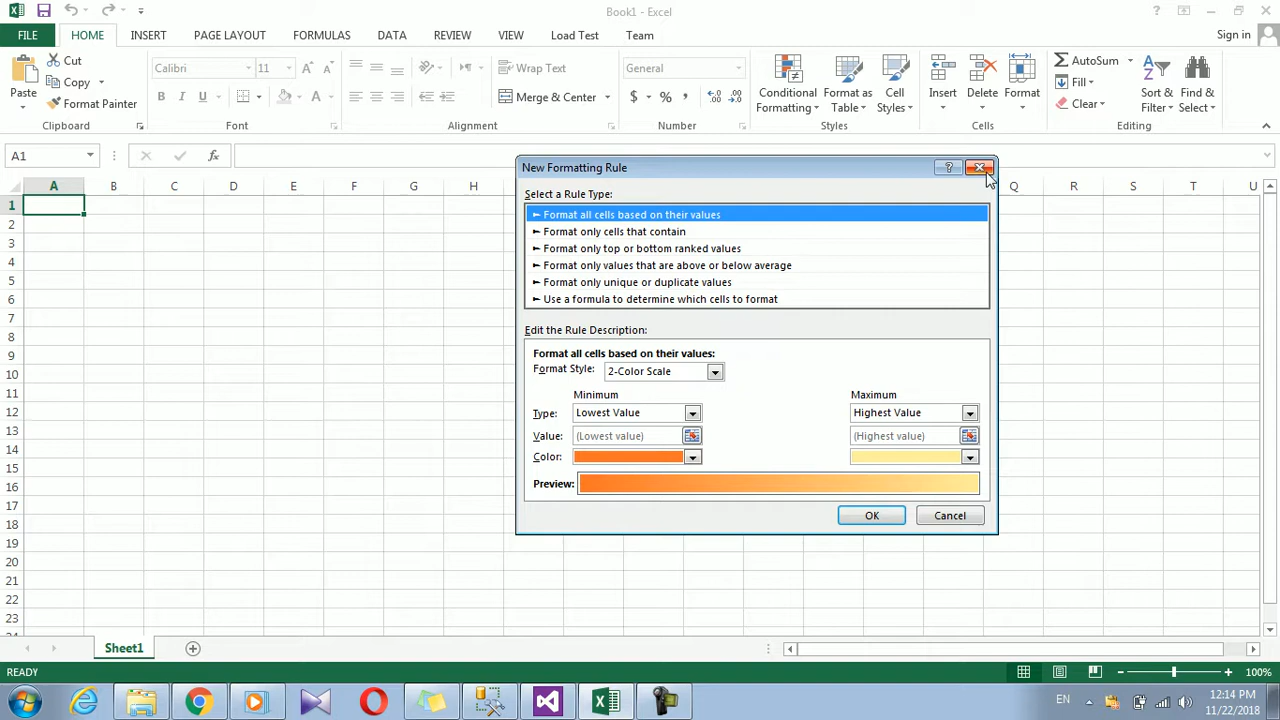 Book1 - Excel
?
FILE HOME INSERT PAGE LAYOUT FORMULAS DATA REVIEW VIEW Load Test Team Sign in
Paste
Cut
Copy
Format Painter
Clipboard
Calibri 11
B I U A
Font
Wrap Text
Merge & Center
Alignment
General
$ % ,
Number
Conditional Formatting
Format as Table
Cell Styles
Styles
Insert
Delete
Format
Cells
AutoSum
Fill
Clear
Sort & Filter
Find & Select
Editing
A1 fx
A B C D E F G H Q R S T U
1
2
3
4
5
6
7
8
9
10
11
12
13
14
15
16
17
18
19
20
21
22
23
New Formatting Rule ?
Select a Rule Type:
► Format all cells based on their values
► Format only cells that contain
► Format only top or bottom ranked values
► Format only values that are above or below average
► Format only unique or duplicate values
► Use a formula to determine which cells to format
Edit the Rule Description:
Format all cells based on their values:
Format Style: 2-Color Scale
Minimum Maximum
Type: Lowest Value Highest Value
Value: (Lowest value) (Highest value)
Color:
Preview:
OK Cancel
Sheet1
READY 100%
EN 12:14 PM
11/22/2018